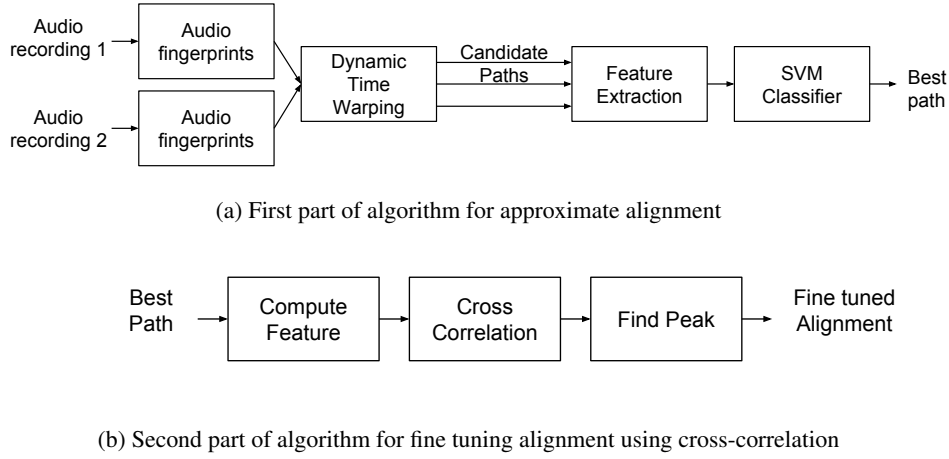 Audio
recording 1
Audio
fingerprints
Audio
recording 2
Audio
fingerprints
Dynamic
Time
Warping
Candidate
Paths
Feature
Extraction
SVM
Classifier
Best
path
(a) First part of algorithm for approximate alignment
Best
Path
Compute
Feature
Cross
Correlation
Find Peak
Fine tuned
Alignment
(b) Second part of algorithm for fine tuning alignment using cross-correlation